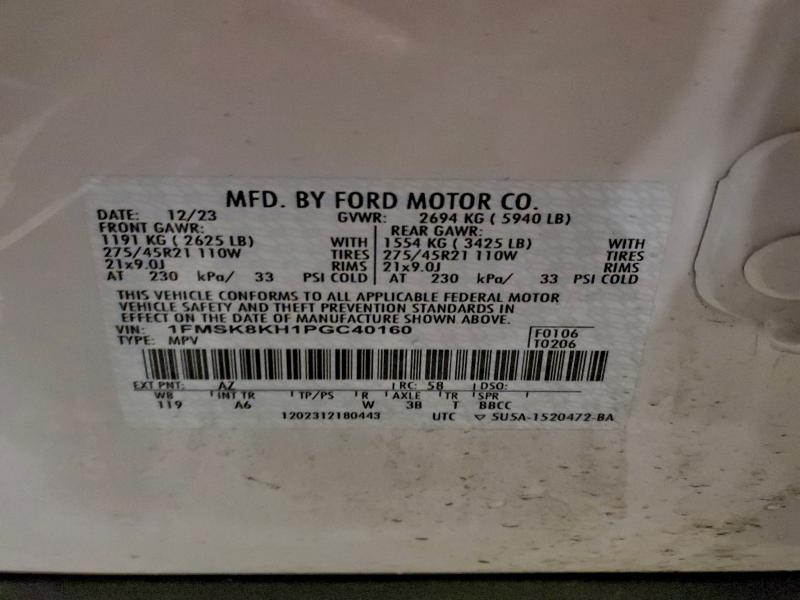 MFD. BY FORD MOTOR CO.
DATE: 12/23 GVWR: 2694 KG ( 5940 LB)
FRONT GAWR: REAR GAWR:
1191 KG ( 2625 LB) WITH 1554 KG ( 3425 LB) WITH
275/45R21 110W TIRES 275/45R21 110W TIRES
21x9.0J RIMS 21x9.0J RIMS
AT 230 kPa/ 33 PSI COLD AT 230 kPa/ 33 PSI COLD
THIS VEHICLE CONFORMS TO ALL APPLICABLE FEDERAL MOTOR
VEHICLE SAFETY AND THEFT PREVENTION STANDARDS IN
EFFECT ON THE DATE OF MANUFACTURE SHOWN ABOVE.
VIN: 1FMSK8KH1PGC40160 F0106
TYPE: MPV T0206
EXT PNT: AZ RC: 58 DSO:
WB INT TR TP/PS R AXLE TR SPR
119 A6 W 3B T BBCC
1202312180443 UTC ▽ 5U5A-1520472-BA